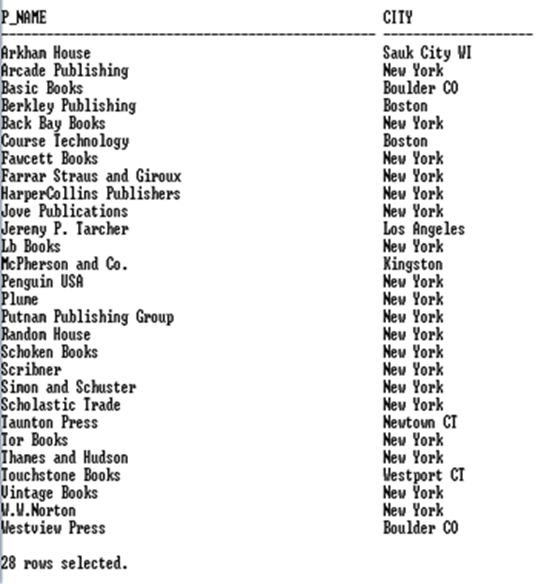 P_NAME CITY
---------------------------------------- --------------------
Arkham House Sauk City WI
Arcade Publishing New York
Basic Books Boulder CO
Berkley Publishing Boston
Back Bay Books New York
Course Technology Boston
Fawcett Books New York
Farrar Straus and Giroux New York
HarperCollins Publishers New York
Jove Publications New York
Jeremy P. Tarcher Los Angeles
Lb Books New York
McPherson and Co. Kingston
Penguin USA New York
Plume New York
Putnam Publishing Group New York
Random House New York
Schoken Books New York
Scribner New York
Simon and Schuster New York
Scholastic Trade New York
Taunton Press Newtown CT
Tor Books New York
Thames and Hudson New York
Touchstone Books Westport CT
Vintage Books New York
W.W.Norton New York
Westview Press Boulder CO
28 rows selected.